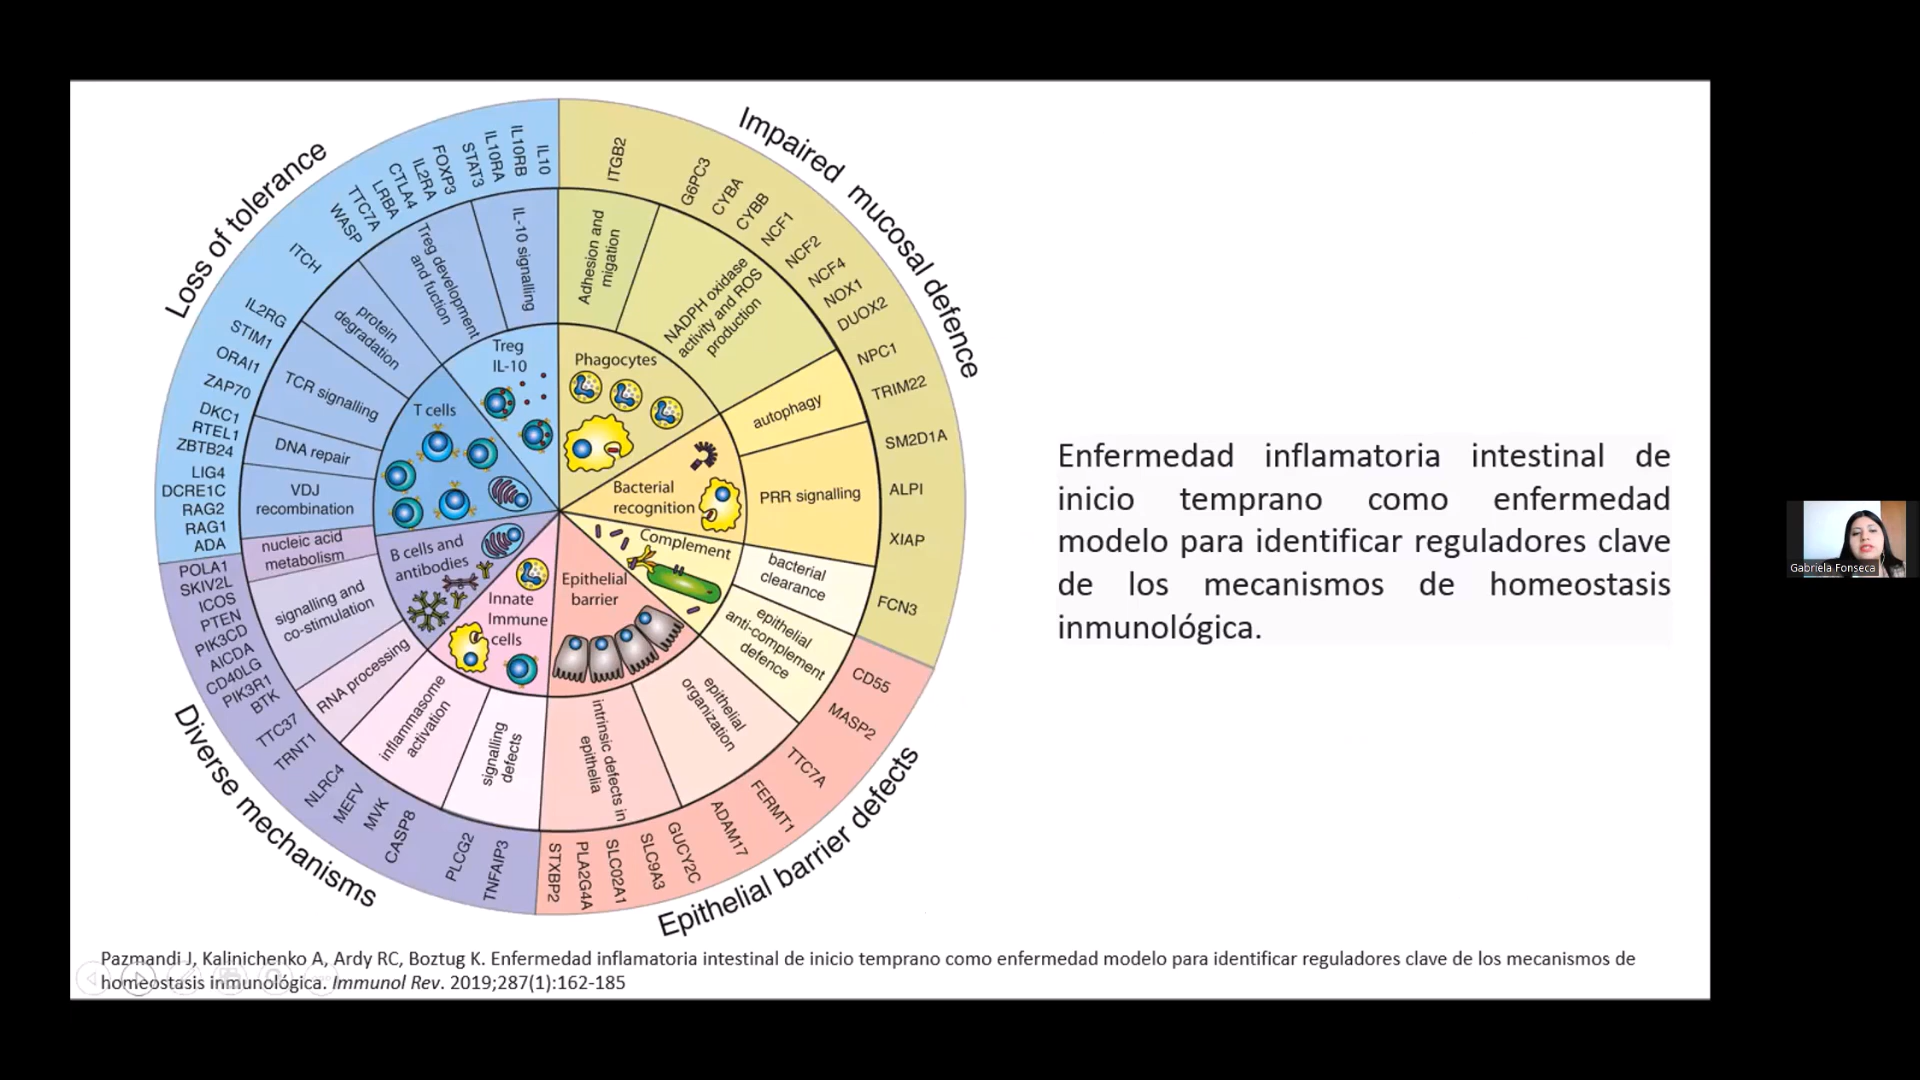 Loss of tolerance
Impaired mucosal defence
Epithelial barrier defects
Diverse mechanisms
ITGB2
G6PC3
CYBA
CYBB
NCF1
NCF2
NCF4
NOX1
DUOX2
NPC1
TRIM22
SM2D1A
ALPI
XIAP
FCN3
CD55
MASP2
TTC7A
FERMT1
ADAM17
GUCY2C
SLC9A3
SLC02A1
PLA2G4A
STXBP2
TNFAIP3
PLCG2
CASP8
MVK
MEFV
NLRC4
TRNT1
TTC37
BTK
PIK3R1
CD40LG
AICDA
PIK3CD
PTEN
ICOS
SKIV2L
POLA1
ADA
RAG1
RAG2
DCRE1C
LIG4
ZBTB24
RTEL1
DKC1
ZAP70
ORAI1
STIM1
IL2RG
ITCH
WASP
TTC7A
LRBA
CTLA4
IL2RA
FOXP3
STAT3
IL10RA
IL10RB
IL10
Adhesion and
migation
NADPH oxidase
activity and ROS
production
autophagy
PRR signalling
bacterial
clearance
epithelial
anti-complement
defence
epithelial
organization
intrinsic defects in
epithelia
signalling
defects
inflammasome
activation
RNA processing
signalling and
co-stimulation
nucleic acid
metabolism
VDJ
recombination
DNA repair
TCR signalling
protein
degradation
Treg development
and fuction
IL-10 signalling
Treg
IL-10
Phagocytes
Bacterial
recognition
Complement
Epithelial
barrier
Innate
Immune
cells
B cells and
antibodies
T cells
Enfermedad inflamatoria intestinal de
inicio temprano como enfermedad
modelo para identificar reguladores clave
de los mecanismos de homeostasis
inmunológica.
Gabriela Fonseca
Pazmandi J, Kalinichenko A, Ardy RC, Boztug K. Enfermedad inflamatoria intestinal de inicio temprano como enfermedad modelo para identificar reguladores clave de los mecanismos de
homeostasis inmunológica. Immunol Rev. 2019;287(1):162-185